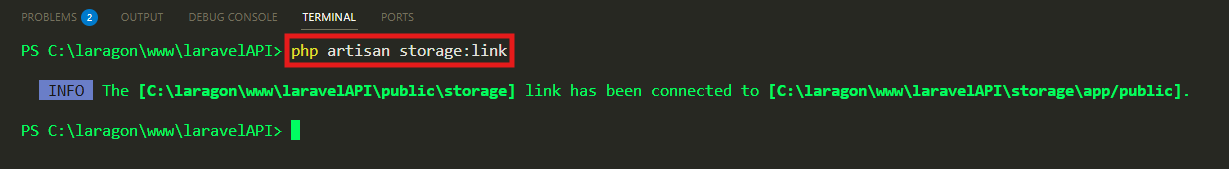 PROBLEMS 2 OUTPUT DEBUG CONSOLE TERMINAL PORTS
PS C:\laragon\www\laravelAPI> php artisan storage:link
INFO The [C:\laragon\www\laravelAPI\public\storage] link has been connected to [C:\laragon\www\laravelAPI\storage\app/public].
PS C:\laragon\www\laravelAPI>